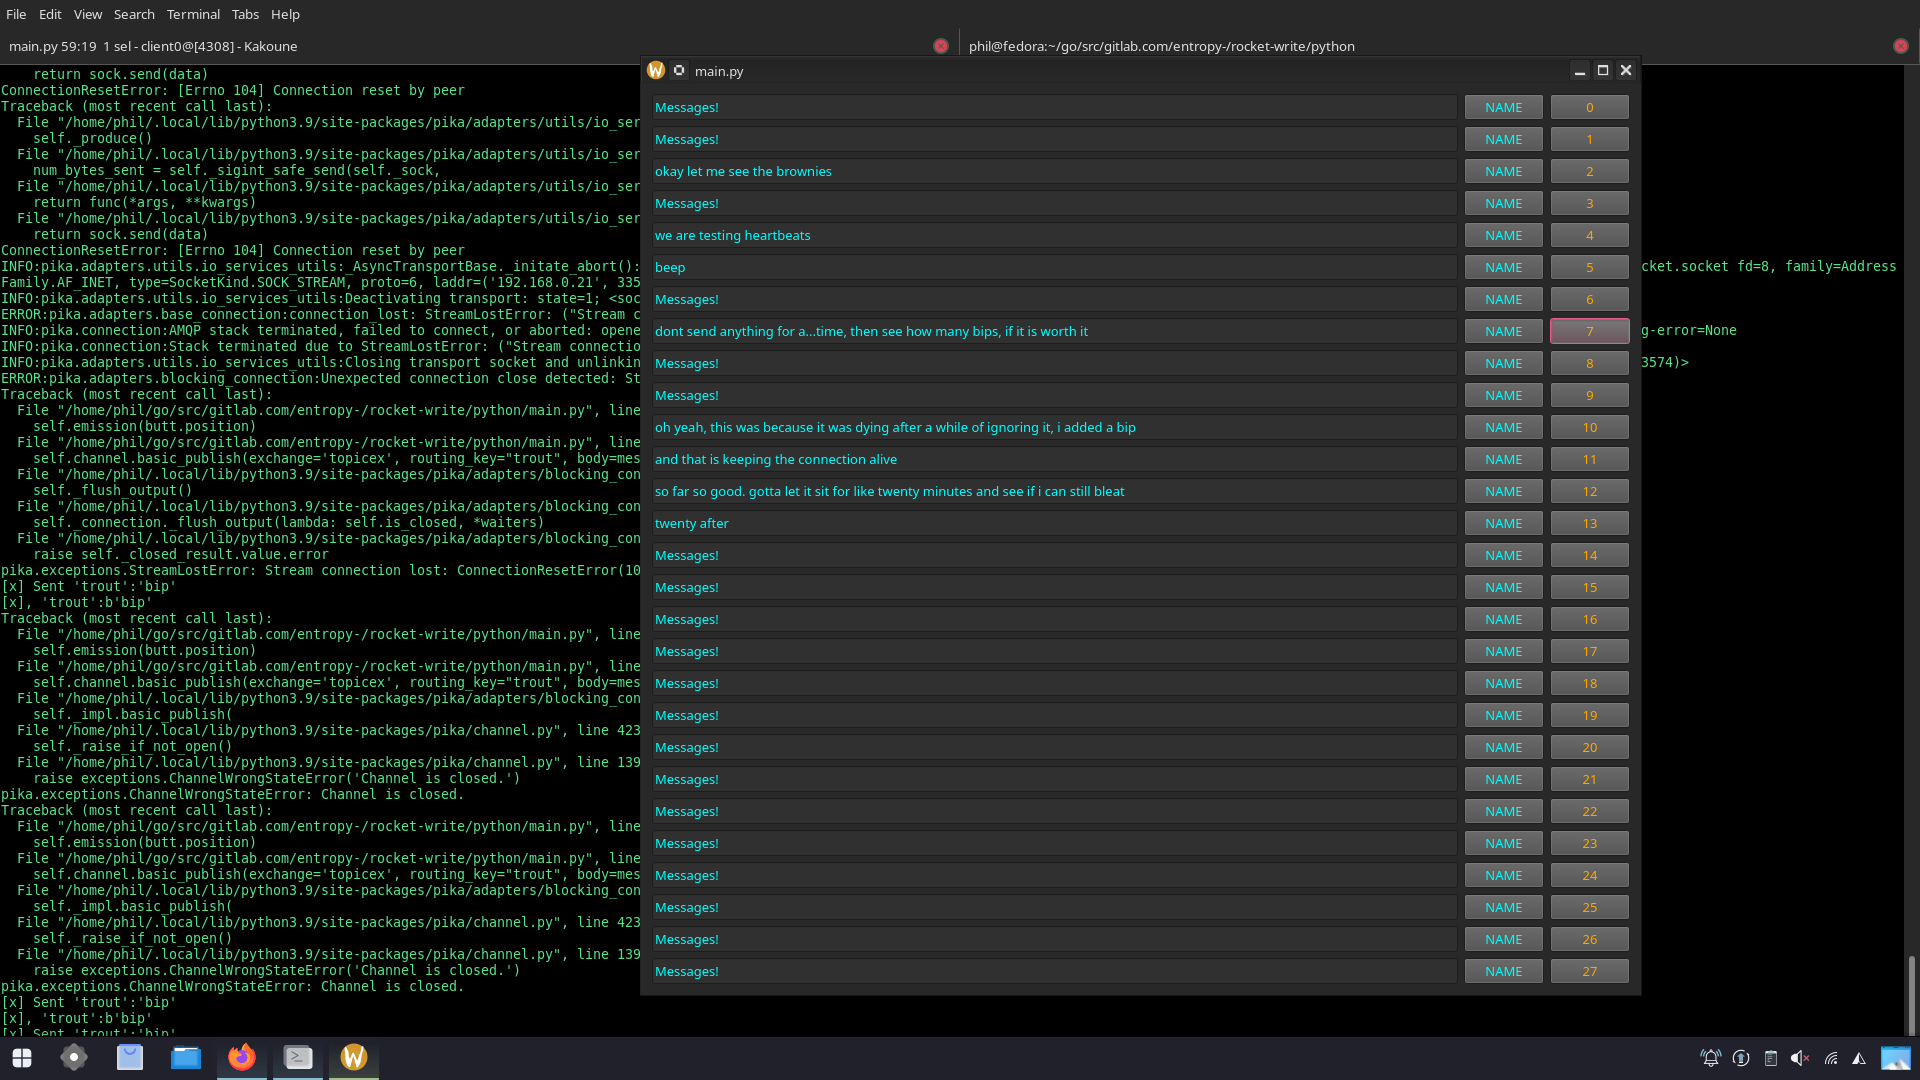 File Edit View Search Terminal Tabs Help
main.py 59:19 1 sel - client0@[4308] - Kakoune
phil@fedora:~/go/src/gitlab.com/entropy-/rocket-write/python
    return sock.send(data)
ConnectionResetError: [Errno 104] Connection reset by peer
Traceback (most recent call last):
  File "/home/phil/.local/lib/python3.9/site-packages/pika/adapters/utils/io_ser
    self._produce()
  File "/home/phil/.local/lib/python3.9/site-packages/pika/adapters/utils/io_ser
    num_bytes_sent = self._sigint_safe_send(self._sock,
  File "/home/phil/.local/lib/python3.9/site-packages/pika/adapters/utils/io_ser
    return func(*args, **kwargs)
  File "/home/phil/.local/lib/python3.9/site-packages/pika/adapters/utils/io_ser
    return sock.send(data)
ConnectionResetError: [Errno 104] Connection reset by peer
INFO:pika.adapters.utils.io_services_utils:_AsyncTransportBase._initate_abort():
cket.socket fd=8, family=Address
Family.AF_INET, type=SocketKind.SOCK_STREAM, proto=6, laddr=('192.168.0.21', 335
INFO:pika.adapters.utils.io_services_utils:Deactivating transport: state=1; <soc
ERROR:pika.adapters.base_connection:connection_lost: StreamLostError: ("Stream c
INFO:pika.connection:AMQP stack terminated, failed to connect, or aborted: opene
g-error=None
INFO:pika.connection:Stack terminated due to StreamLostError: ("Stream connectio
INFO:pika.adapters.utils.io_services_utils:Closing transport socket and unlinkin
3574)>
ERROR:pika.adapters.blocking_connection:Unexpected connection close detected: St
Traceback (most recent call last):
  File "/home/phil/go/src/gitlab.com/entropy-/rocket-write/python/main.py", line
    self.emission(butt.position)
  File "/home/phil/go/src/gitlab.com/entropy-/rocket-write/python/main.py", line
    self.channel.basic_publish(exchange='topicex', routing_key="trout", body=mes
  File "/home/phil/.local/lib/python3.9/site-packages/pika/adapters/blocking_con
    self._flush_output()
  File "/home/phil/.local/lib/python3.9/site-packages/pika/adapters/blocking_con
    self._connection._flush_output(lambda: self.is_closed, *waiters)
  File "/home/phil/.local/lib/python3.9/site-packages/pika/adapters/blocking_con
    raise self._closed_result.value.error
pika.exceptions.StreamLostError: Stream connection lost: ConnectionResetError(10
[x] Sent 'trout':'bip'
[x], 'trout':b'bip'
Traceback (most recent call last):
  File "/home/phil/go/src/gitlab.com/entropy-/rocket-write/python/main.py", line
    self.emission(butt.position)
  File "/home/phil/go/src/gitlab.com/entropy-/rocket-write/python/main.py", line
    self.channel.basic_publish(exchange='topicex', routing_key="trout", body=mes
  File "/home/phil/.local/lib/python3.9/site-packages/pika/adapters/blocking_con
    self._impl.basic_publish(
  File "/home/phil/.local/lib/python3.9/site-packages/pika/channel.py", line 423
    self._raise_if_not_open()
  File "/home/phil/.local/lib/python3.9/site-packages/pika/channel.py", line 139
    raise exceptions.ChannelWrongStateError('Channel is closed.')
pika.exceptions.ChannelWrongStateError: Channel is closed.
Traceback (most recent call last):
  File "/home/phil/go/src/gitlab.com/entropy-/rocket-write/python/main.py", line
    self.emission(butt.position)
  File "/home/phil/go/src/gitlab.com/entropy-/rocket-write/python/main.py", line
    self.channel.basic_publish(exchange='topicex', routing_key="trout", body=mes
  File "/home/phil/.local/lib/python3.9/site-packages/pika/adapters/blocking_con
    self._impl.basic_publish(
  File "/home/phil/.local/lib/python3.9/site-packages/pika/channel.py", line 423
    self._raise_if_not_open()
  File "/home/phil/.local/lib/python3.9/site-packages/pika/channel.py", line 139
    raise exceptions.ChannelWrongStateError('Channel is closed.')
pika.exceptions.ChannelWrongStateError: Channel is closed.
[x] Sent 'trout':'bip'
[x], 'trout':b'bip'
[x] Sent 'trout':'bip'
main.py
Messages! NAME 0
Messages! NAME 1
okay let me see the brownies NAME 2
Messages! NAME 3
we are testing heartbeats NAME 4
beep NAME 5
Messages! NAME 6
dont send anything for a...time, then see how many bips, if it is worth it NAME 7
Messages! NAME 8
Messages! NAME 9
oh yeah, this was because it was dying after a while of ignoring it, i added a bip NAME 10
and that is keeping the connection alive NAME 11
so far so good. gotta let it sit for like twenty minutes and see if i can still bleat NAME 12
twenty after NAME 13
Messages! NAME 14
Messages! NAME 15
Messages! NAME 16
Messages! NAME 17
Messages! NAME 18
Messages! NAME 19
Messages! NAME 20
Messages! NAME 21
Messages! NAME 22
Messages! NAME 23
Messages! NAME 24
Messages! NAME 25
Messages! NAME 26
Messages! NAME 27